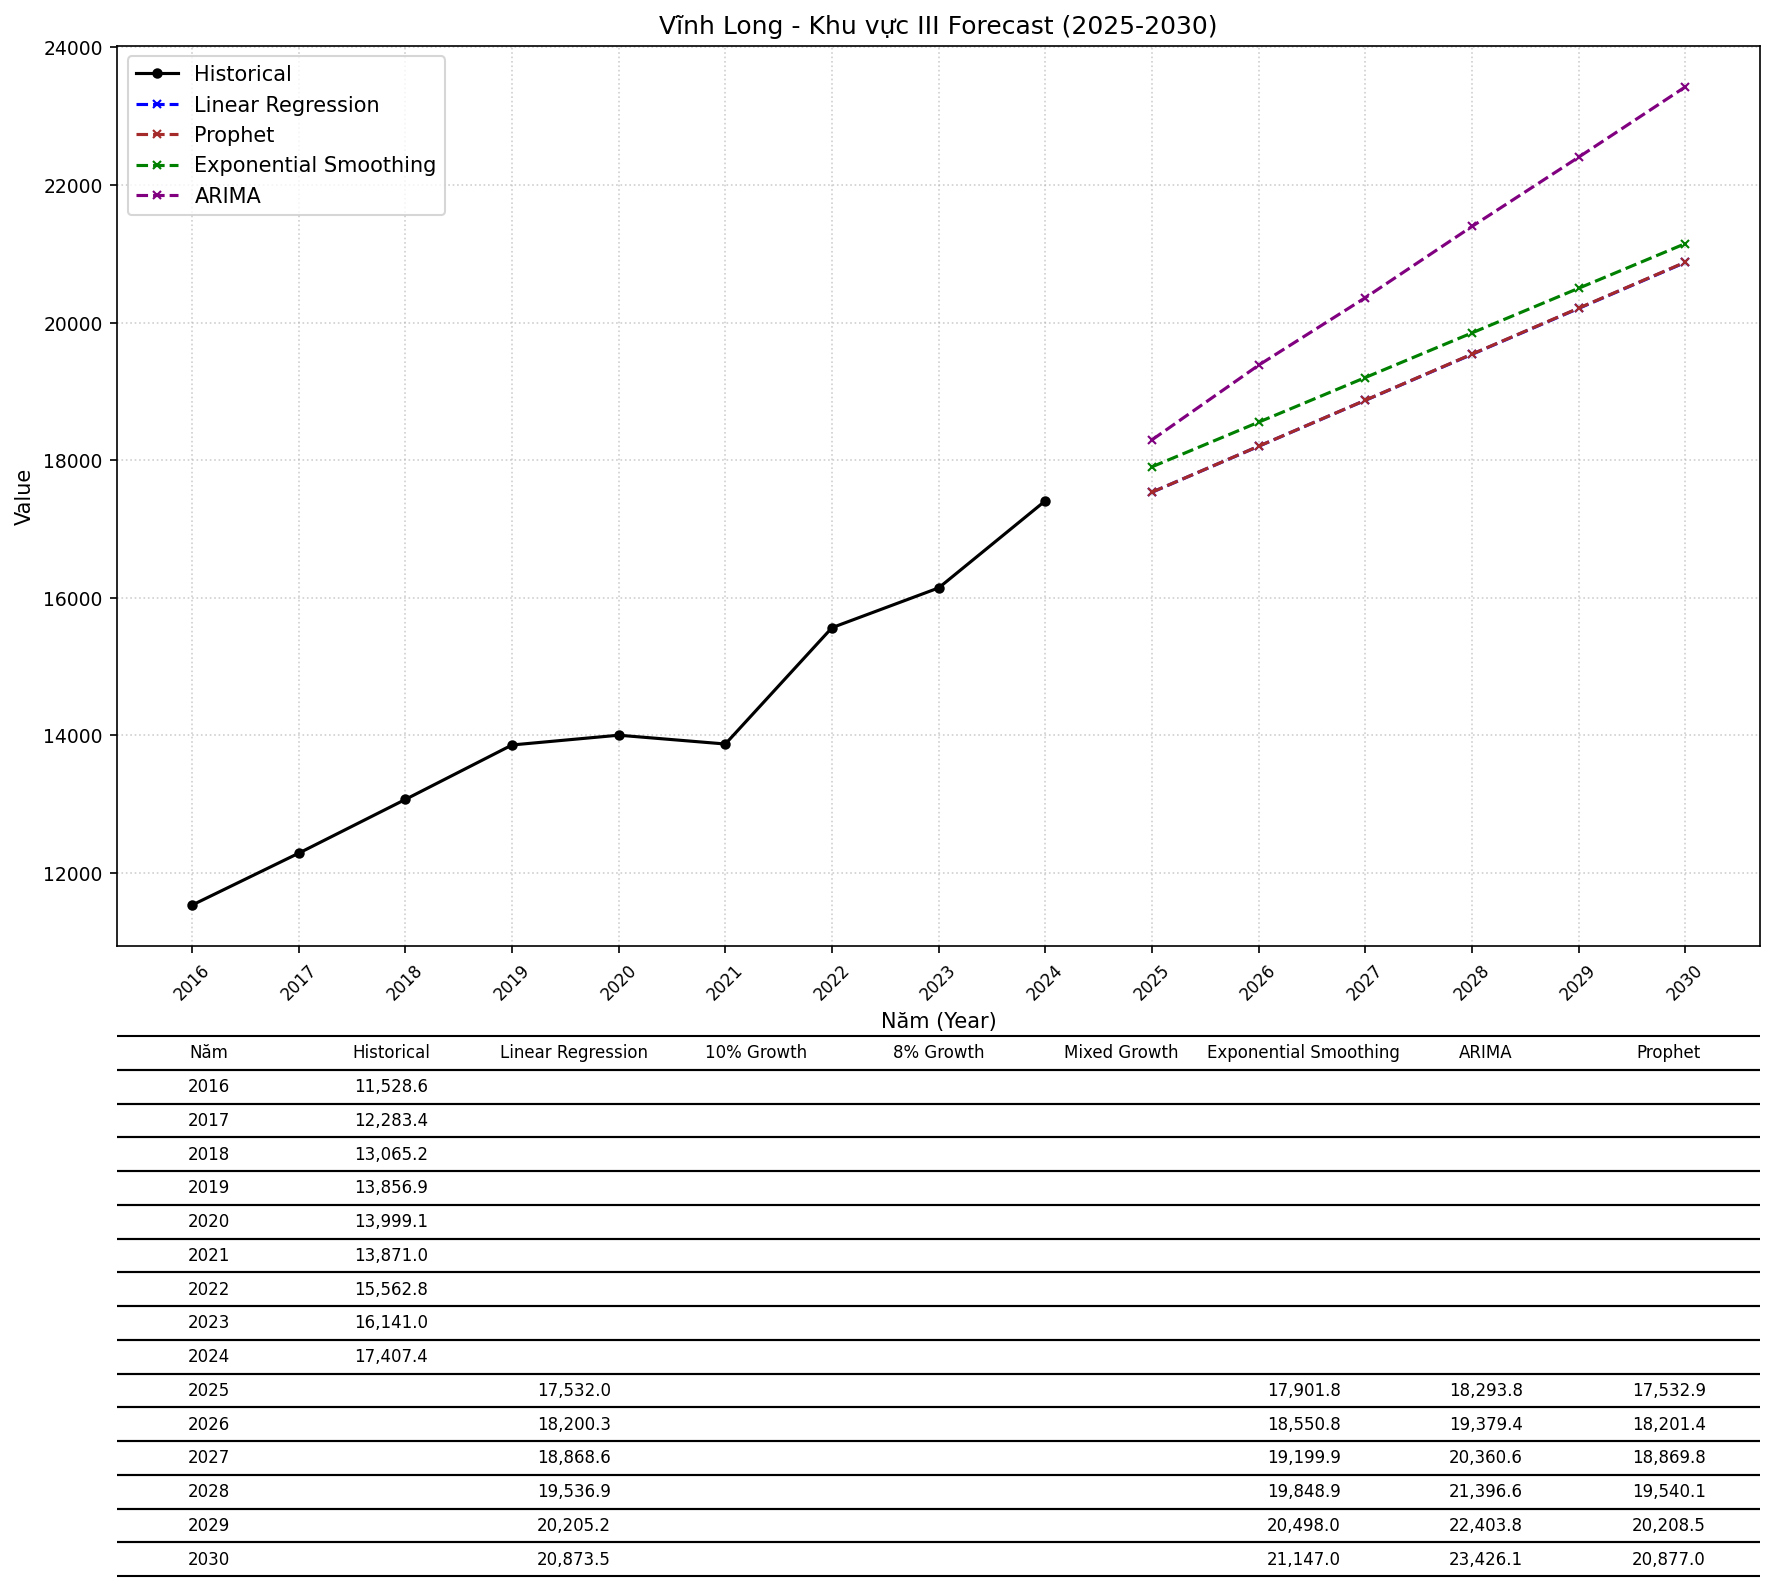 Vĩnh Long - Khu vực III Forecast (2025-2030)
24000
22000
20000
18000
16000
14000
12000
Value
Historical
Linear Regression
Prophet
Exponential Smoothing
ARIMA
2016 2017 2018 2019 2020 2021 2022 2023 2024 2025 2026 2027 2028 2029 2030
Năm (Year)
Năm Historical Linear Regression 10% Growth 8% Growth Mixed Growth Exponential Smoothing ARIMA Prophet
2016 11,528.6
2017 12,283.4
2018 13,065.2
2019 13,856.9
2020 13,999.1
2021 13,871.0
2022 15,562.8
2023 16,141.0
2024 17,407.4
2025 17,532.0 17,901.8 18,293.8 17,532.9
2026 18,200.3 18,550.8 19,379.4 18,201.4
2027 18,868.6 19,199.9 20,360.6 18,869.8
2028 19,536.9 19,848.9 21,396.6 19,540.1
2029 20,205.2 20,498.0 22,403.8 20,208.5
2030 20,873.5 21,147.0 23,426.1 20,877.0